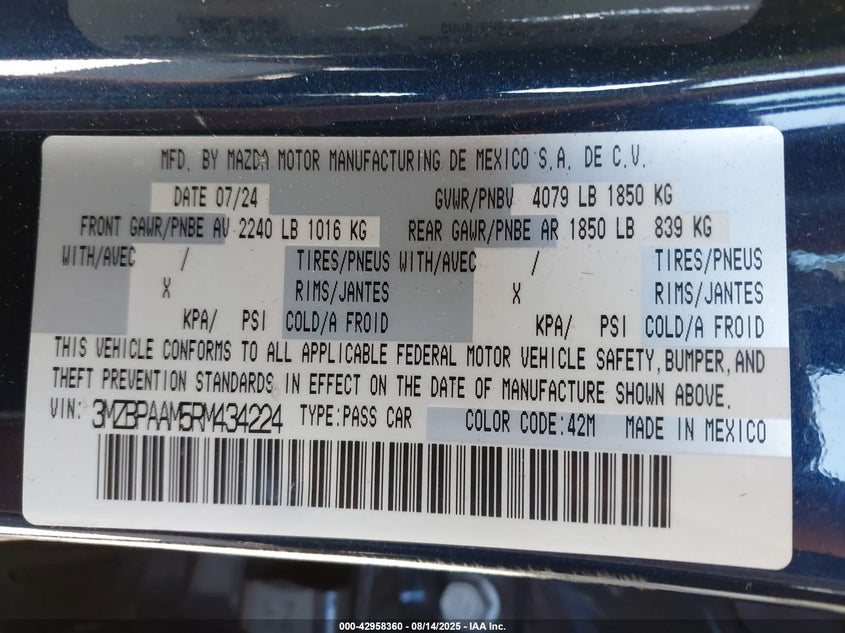 MFD. BY MAZDA MOTOR MANUFACTURING DE MEXICO S.A. DE C.V.
DATE 07/24 GVWR/PNBV 4079 LB 1850 KG
FRONT GAWR/PNBE AV 2240 LB 1016 KG REAR GAWR/PNBE AR 1850 LB 839 KG
WITH/AVEC / TIRES/PNEUS WITH/AVEC / TIRES/PNEUS
X RIMS/JANTES X RIMS/JANTES
KPA/ PSI COLD/A FROID KPA/ PSI COLD/A FROID
THIS VEHICLE CONFORMS TO ALL APPLICABLE FEDERAL MOTOR VEHICLE SAFETY, BUMPER, AND
THEFT PREVENTION STANDARDS IN EFFECT ON THE DATE OF MANUFACTURE SHOWN ABOVE.
VIN: 3MZBPAAM5RM434224 TYPE:PASS CAR COLOR CODE:42M MADE IN MEXICO
000-42958360 - 08/14/2025 - IAA Inc.